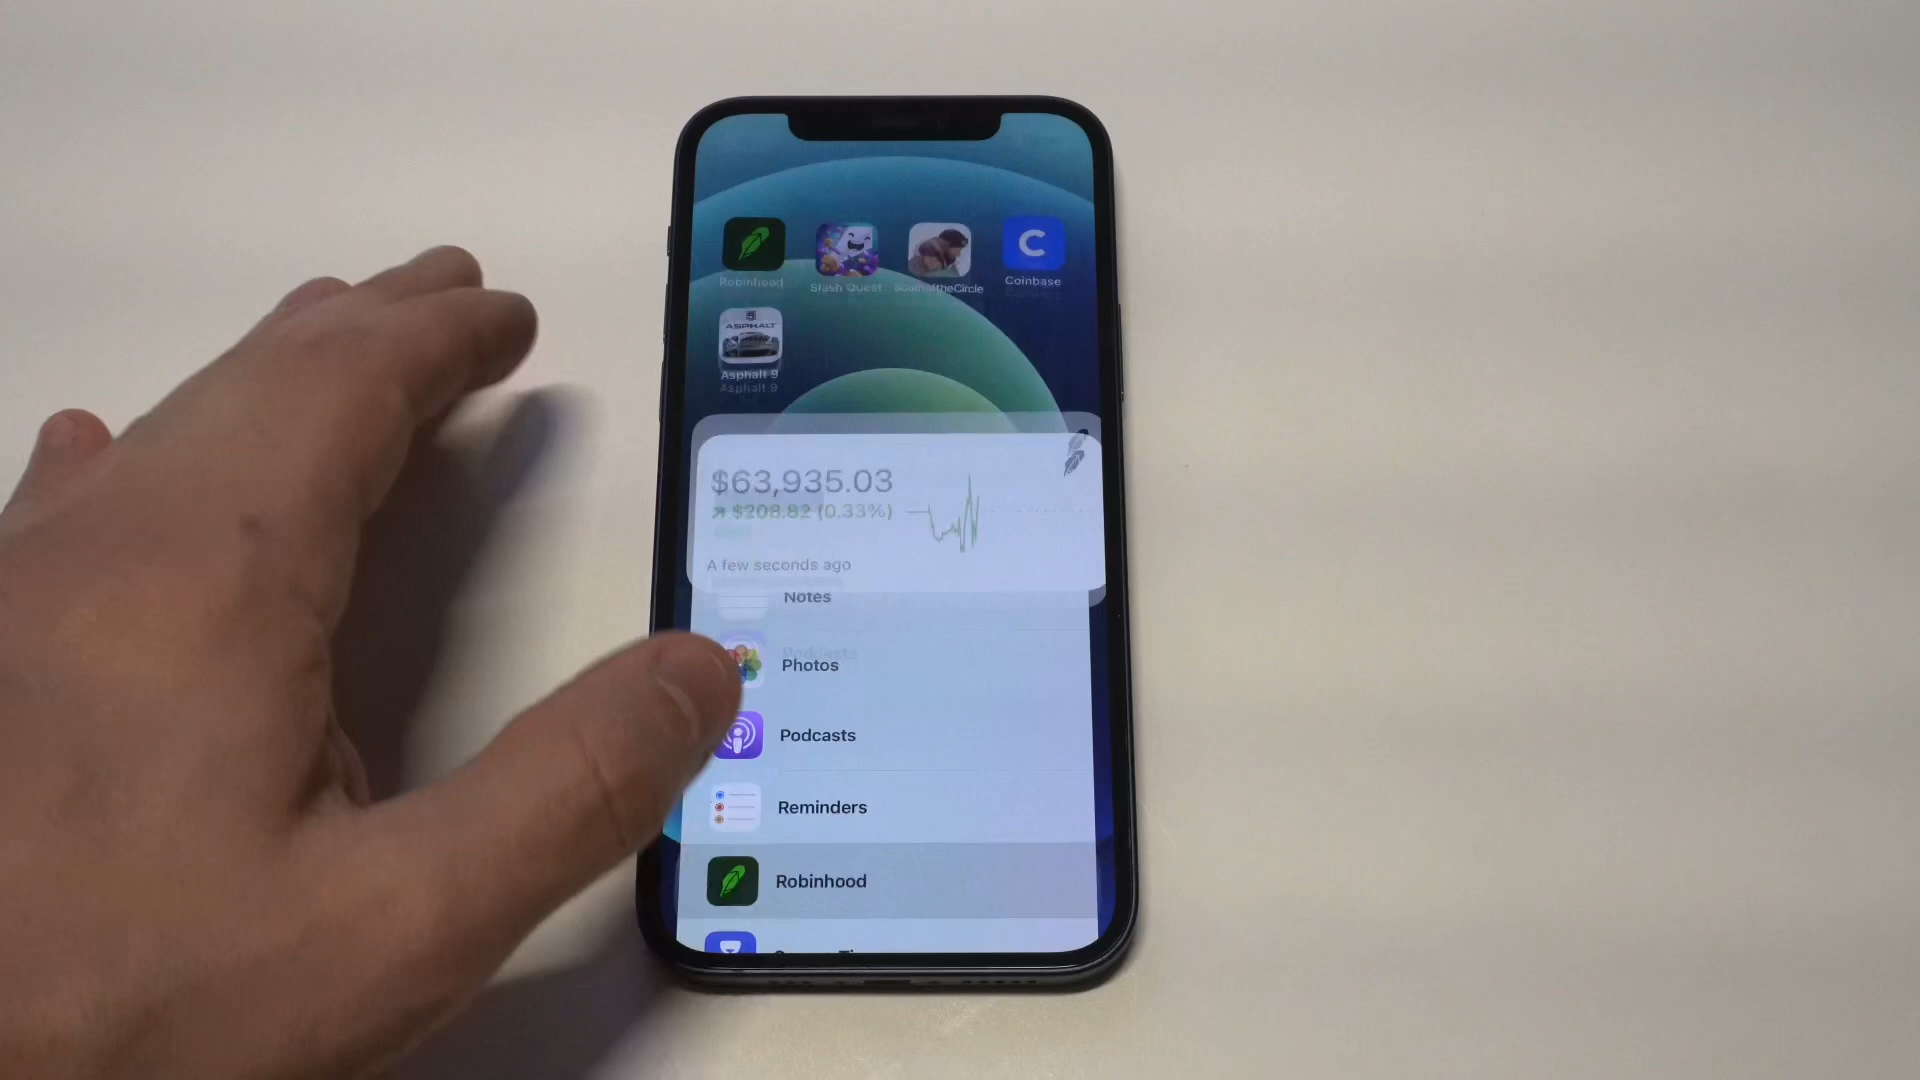 Robinhood
Slash Quest
SouthoftheCircle
Coinbase
C
9
ASPHALT
Asphalt 9
Asphalt 9
$63,935.03
$208.82 (0.33%)
A few seconds ago
Notes
Podcasts
Photos
Podcasts
Reminders
Robinhood